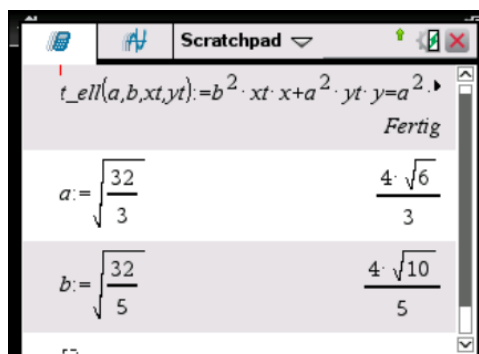 Scratchpad
t_ell(a,b,xt,yt):=b²·xt·x+a²·yt·y=a²·
Fertig
a:=√(32/3) 4·√6/3
b:=√(32/5) 4·√10/5